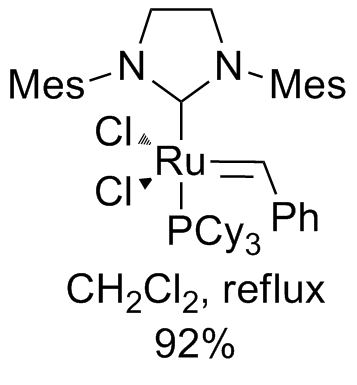 Mes N N Mes
Cl
Ru
Cl
Ph
PCy₃
CH₂Cl₂, reflux
92%